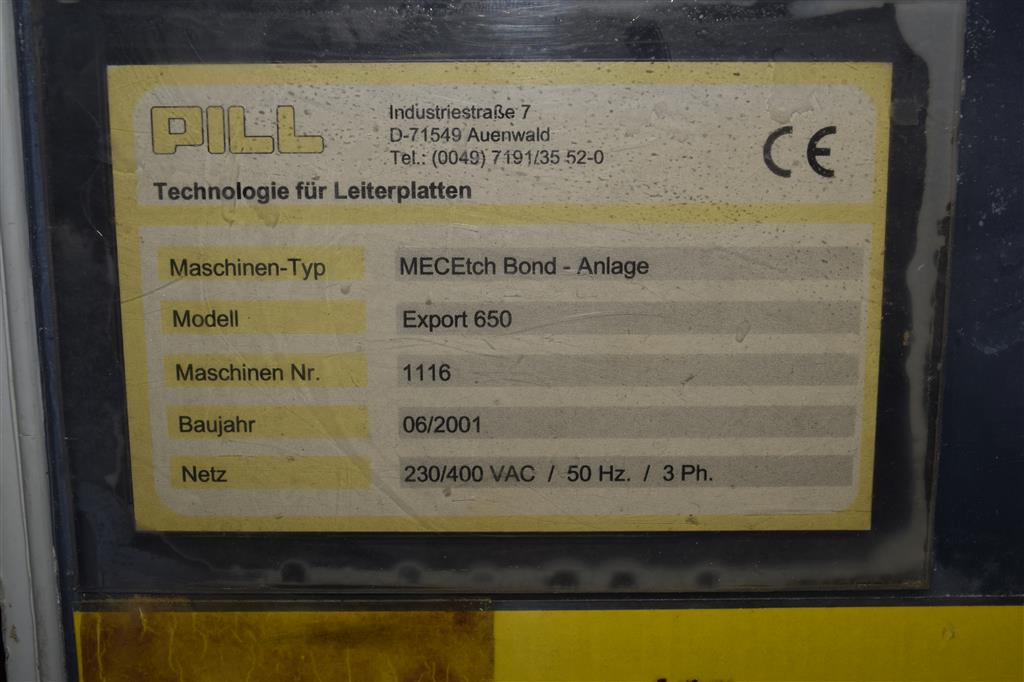 PILL
Industriestraße 7
D-71549 Auenwald
Tel.: (0049) 7191/35 52-0
CE
Technologie für Leiterplatten
Maschinen-Typ MECEtch Bond - Anlage
Modell Export 650
Maschinen Nr. 1116
Baujahr 06/2001
Netz 230/400 VAC / 50 Hz. / 3 Ph.